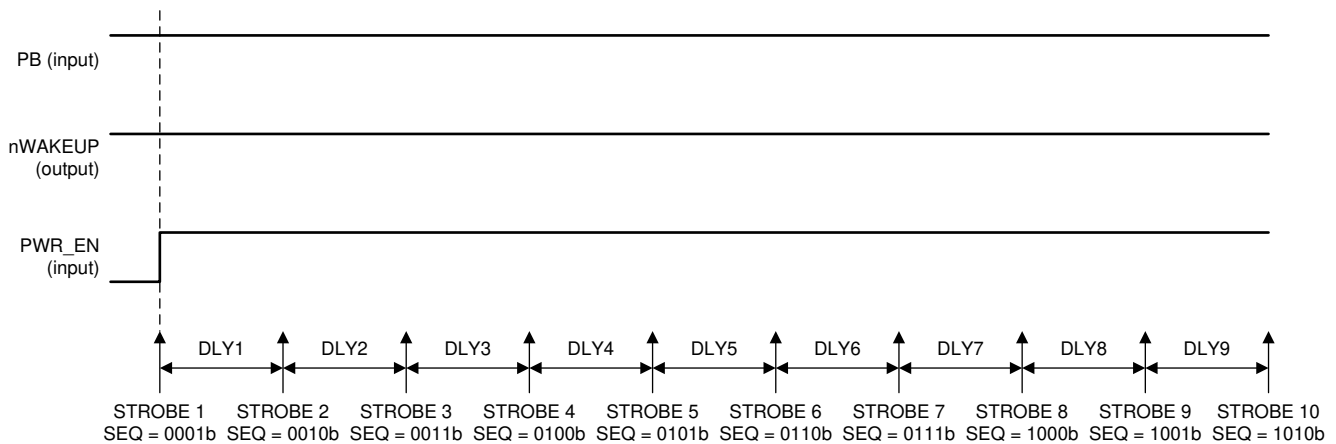 PB (input)
nWAKEUP
(output)
PWR_EN
(input)
DLY1 DLY2 DLY3 DLY4 DLY5 DLY6 DLY7 DLY8 DLY9
STROBE 1 STROBE 2 STROBE 3 STROBE 4 STROBE 5 STROBE 6 STROBE 7 STROBE 8 STROBE 9 STROBE 10
SEQ = 0001b SEQ = 0010b SEQ = 0011b SEQ = 0100b SEQ = 0101b SEQ = 0110b SEQ = 0111b SEQ = 1000b SEQ = 1001b SEQ = 1010b